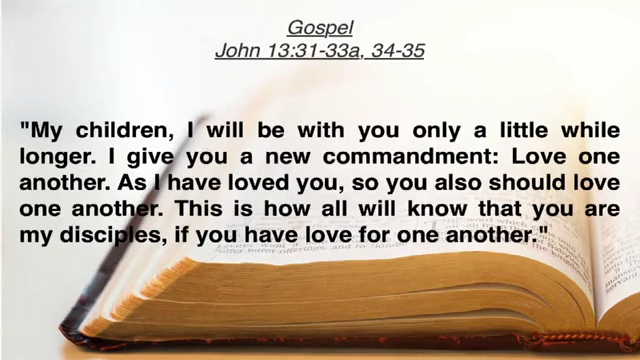 Gospel
John 13:31-33a, 34-35
"My children, I will be with you only a little while
longer. I give you a new commandment: Love one
another. As I have loved you, so you also should love
one another. This is how all will know that you are
my disciples, if you have love for one another."